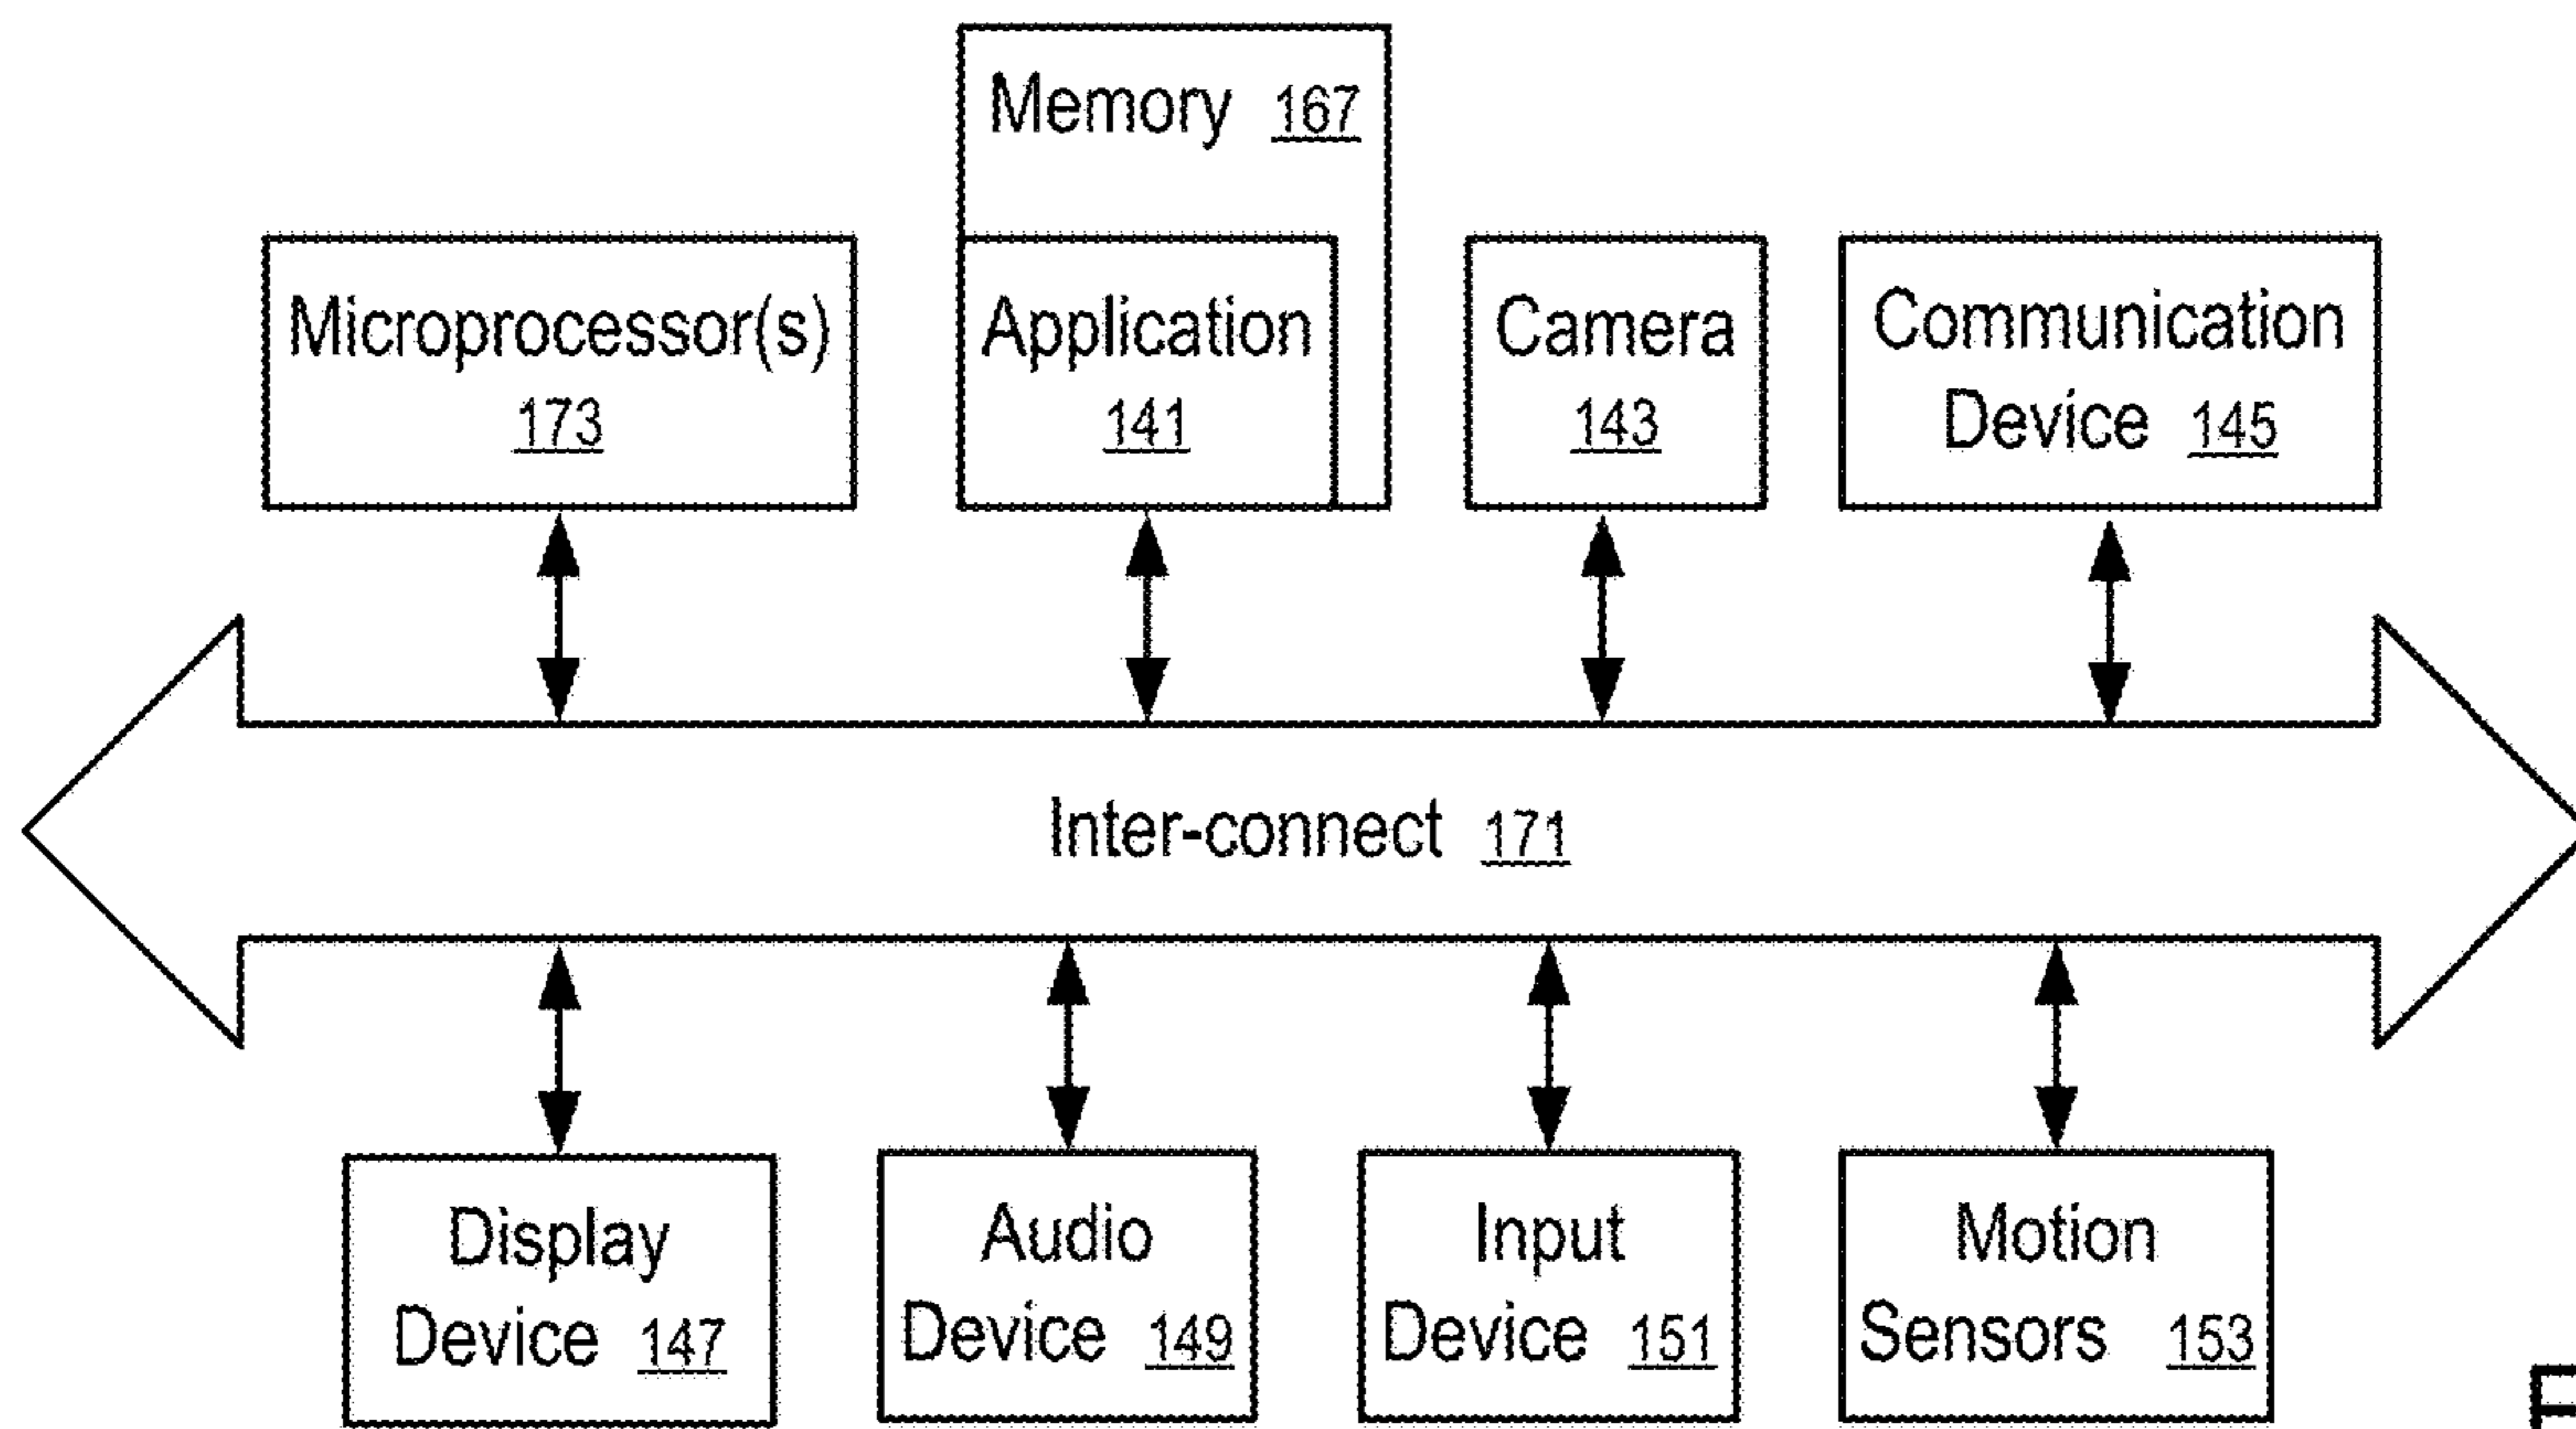 Memory 167
Microprocessor(s)
173
Application
141
Camera
143
Communication
Device 145
Inter-connect 171
Display
Device 147
Audio
Device 149
Input
Device 151
Motion
Sensors 153